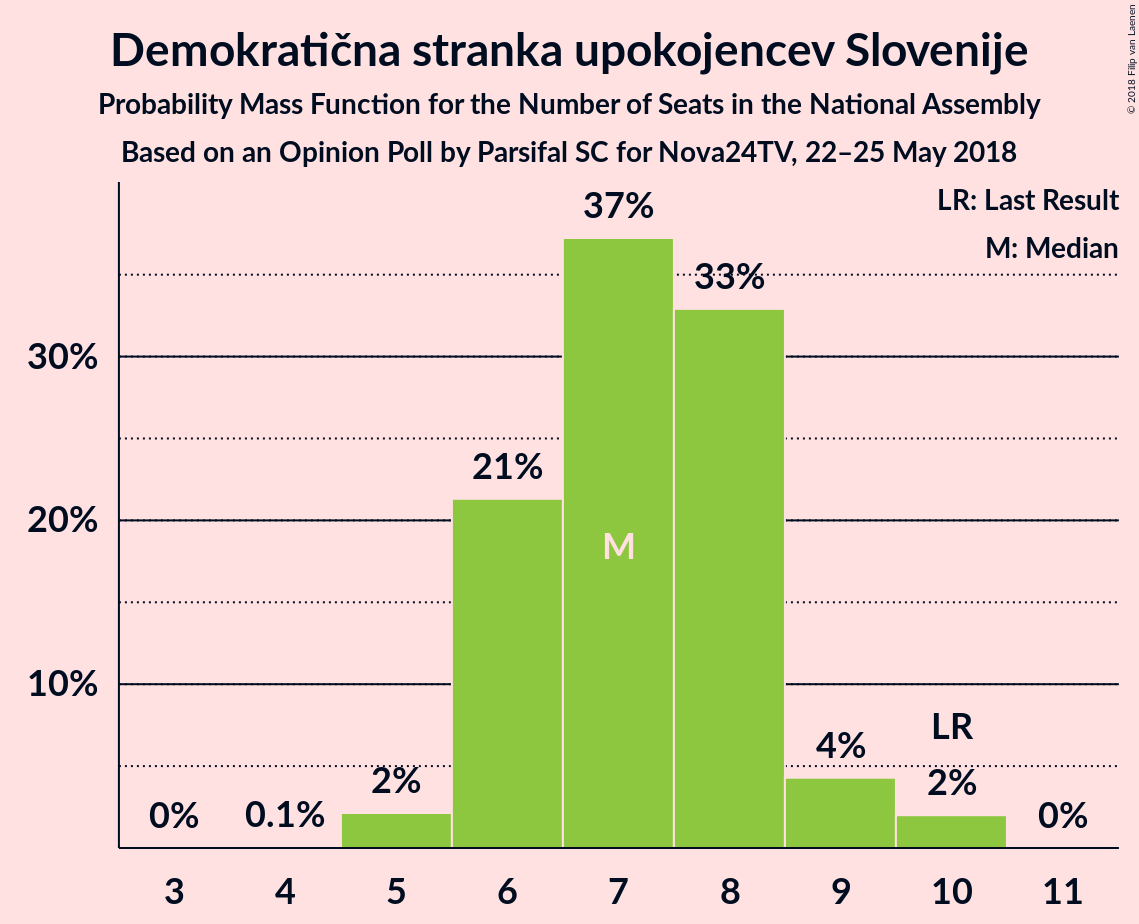 Demokratična stranka upokojencev Slovenije
Probability Mass Function for the Number of Seats in the National Assembly
Based on an Opinion Poll by Parsifal SC for Nova24TV, 22–25 May 2018
© 2018 Filip van Laenen
LR: Last Result
M: Median
30%
20%
10%
0%
0.1%
2%
21%
37%
M
33%
4%
LR
2%
0%
3 4 5 6 7 8 9 10 11